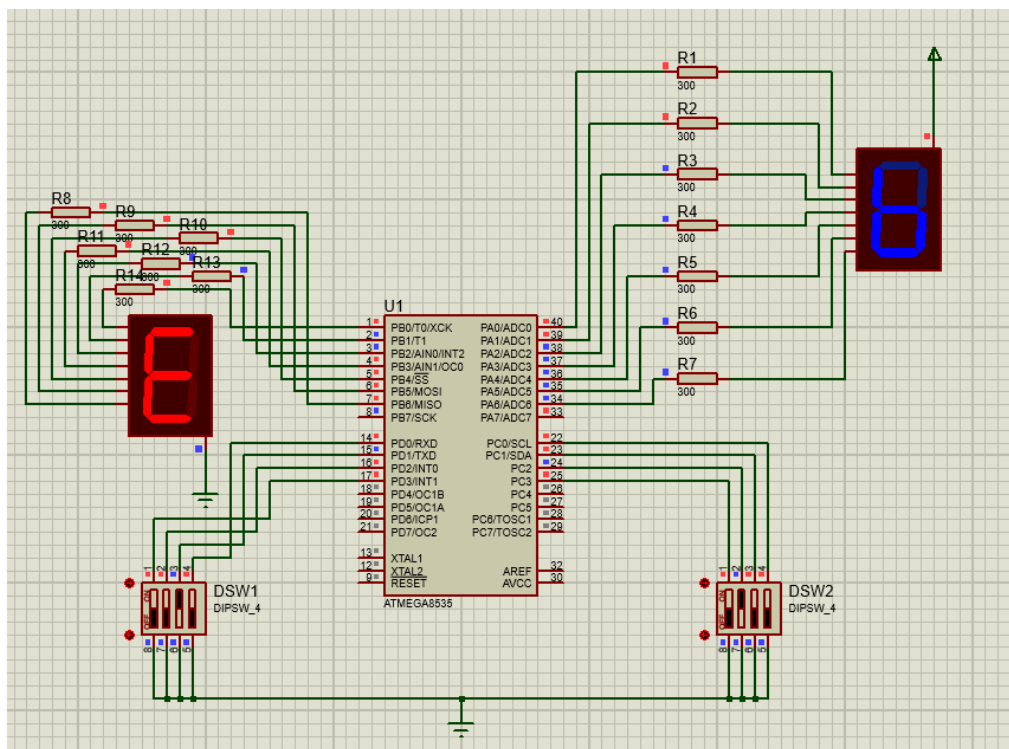 R1
300
R2
300
R3
300
R4
300
R5
300
R6
300
R7
300
R8
300
R9
300
R10
300
R11
300
R12
300
R13
300
R14
300
U1
1 PB0/T0/XCK PA0/ADC0 40
2 PB1/T1 PA1/ADC1 39
3 PB2/AIN0/INT2 PA2/ADC2 38
4 PB3/AIN1/OC0 PA3/ADC3 37
5 PB4/SS PA4/ADC4 36
6 PB5/MOSI PA5/ADC5 35
7 PB6/MISO PA6/ADC6 34
8 PB7/SCK PA7/ADC7 33
14 PD0/RXD PC0/SCL 22
15 PD1/TXD PC1/SDA 23
16 PD2/INT0 PC2 24
17 PD3/INT1 PC3 25
18 PD4/OC1B PC4 26
19 PD5/OC1A PC5 27
20 PD6/ICP1 PC6/TOSC1 28
21 PD7/OC2 PC7/TOSC2 29
13 XTAL1
12 XTAL2 AREF 32
9 RESET AVCC 30
ATMEGA8535
1 2 3 4
ON
OFF
8 7 6 5
DSW1
DIPSW_4
1 2 3 4
ON
OFF
8 7 6 5
DSW2
DIPSW_4